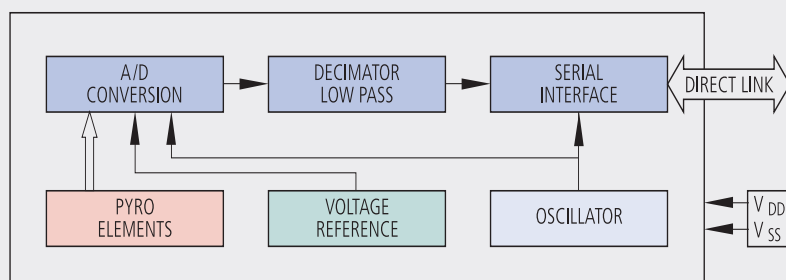 A/D
CONVERSION
DECIMATOR
LOW PASS
SERIAL
INTERFACE
DIRECT LINK
PYRO
ELEMENTS
VOLTAGE
REFERENCE
OSCILLATOR
V DD
V SS